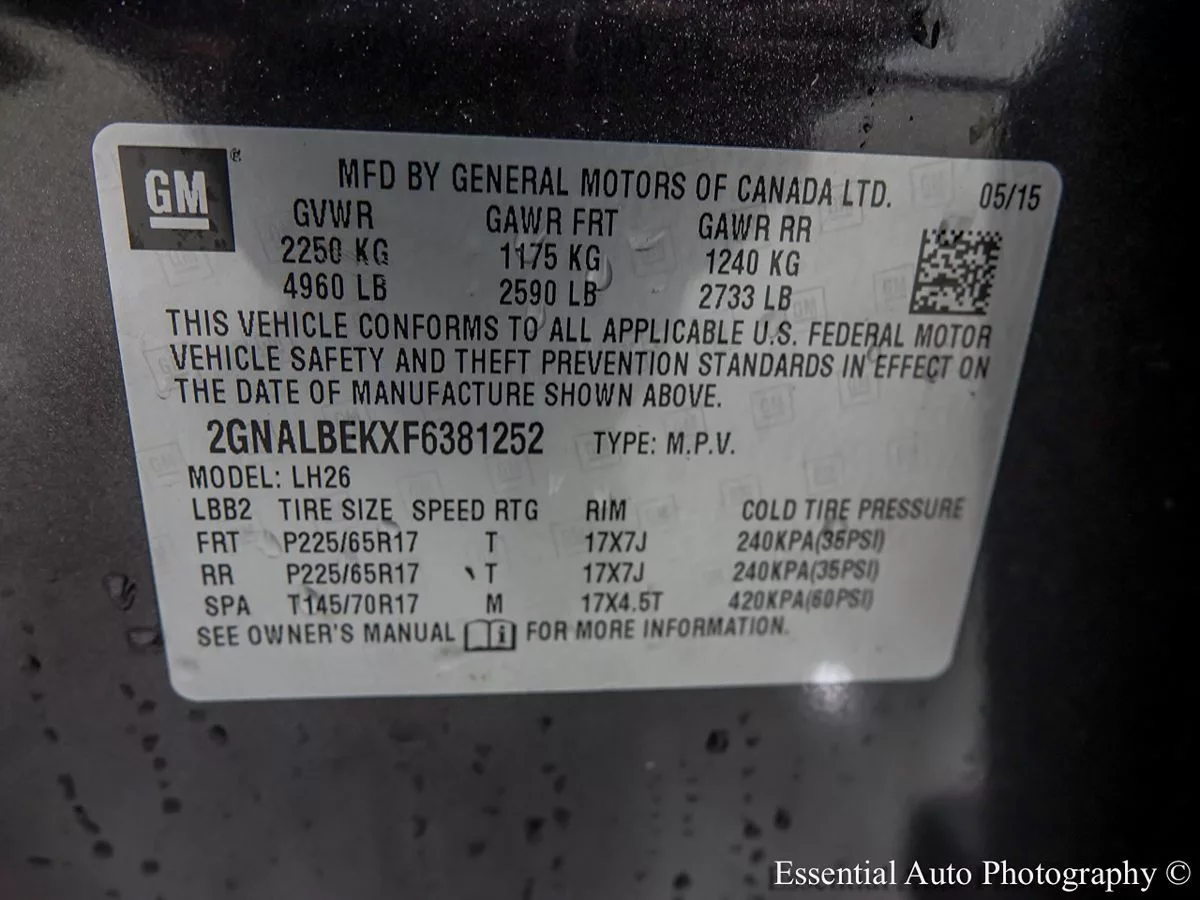 GM ®
MFD BY GENERAL MOTORS OF CANADA LTD. 05/15
GVWR GAWR FRT GAWR RR
2250 KG 1175 KG 1240 KG
4960 LB 2590 LB 2733 LB
THIS VEHICLE CONFORMS TO ALL APPLICABLE U.S. FEDERAL MOTOR
VEHICLE SAFETY AND THEFT PREVENTION STANDARDS IN EFFECT ON
THE DATE OF MANUFACTURE SHOWN ABOVE.
2GNALBEKXF6381252 TYPE: M.P.V.
MODEL: LH26
LBB2 TIRE SIZE SPEED RTG RIM COLD TIRE PRESSURE
FRT P225/65R17 T 17X7J 240KPA(35PSI)
RR P225/65R17 T 17X7J 240KPA(35PSI)
SPA T145/70R17 M 17X4.5T 420KPA(60PSI)
SEE OWNER'S MANUAL FOR MORE INFORMATION.
Essential Auto Photography ©